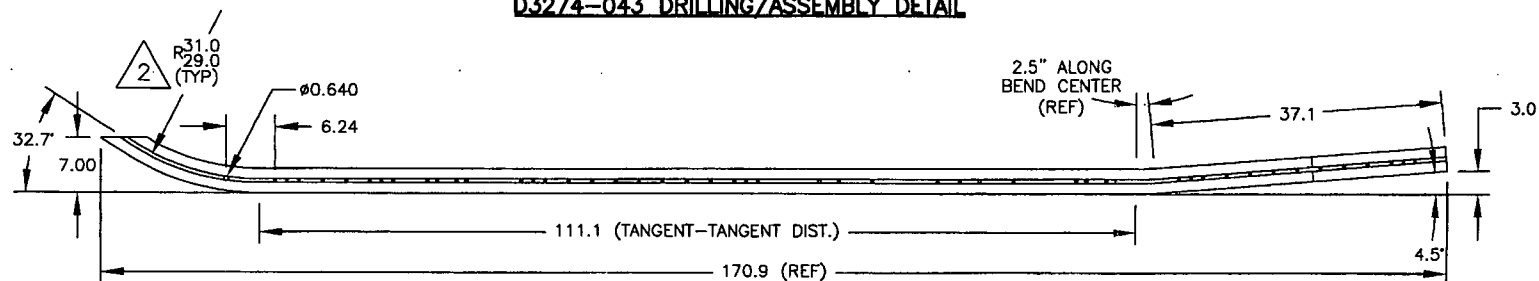 D3274-043 DRILLING/ASSEMBLY DETAIL
2
R31.0
29.0
(TYP)
ø0.640
6.24
32.7°
7.00
2.5" ALONG
BEND CENTER
(REF)
37.1
3.0
111.1 (TANGENT-TANGENT DIST.)
4.5°
170.9 (REF)